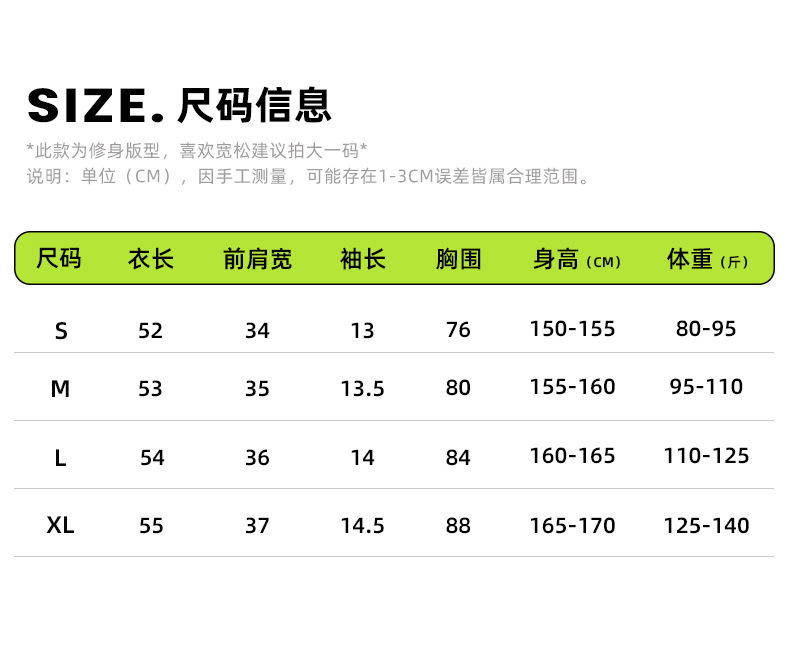 SIZE. 尺码信息
*此款为修身版型，喜欢宽松建议拍大一码*
说明：单位（CM），因手工测量，可能存在1-3CM误差皆属合理范围。
尺码 衣长 前肩宽 袖长 胸围 身高（CM） 体重（斤）
S 52 34 13 76 150-155 80-95
M 53 35 13.5 80 155-160 95-110
L 54 36 14 84 160-165 110-125
XL 55 37 14.5 88 165-170 125-140